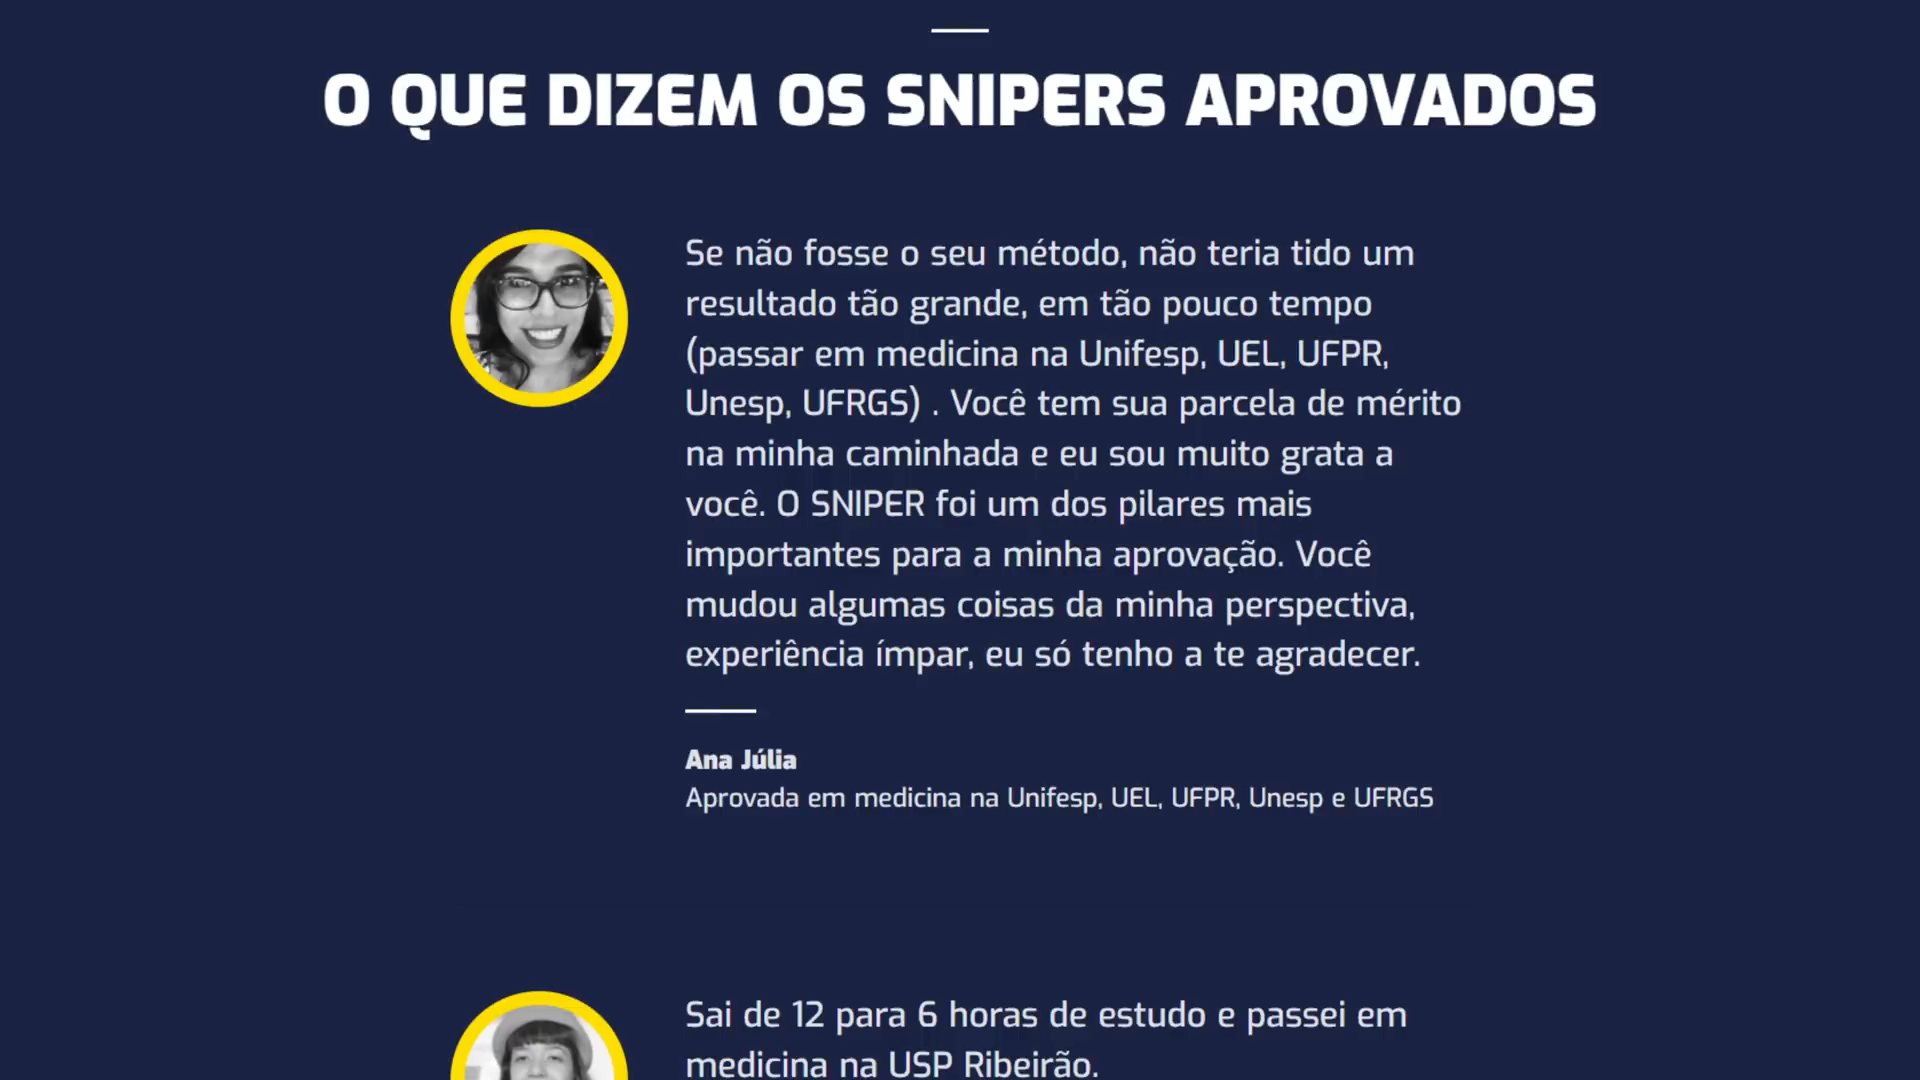 O QUE DIZEM OS SNIPERS APROVADOS
Se não fosse o seu método, não teria tido um
resultado tão grande, em tão pouco tempo
(passar em medicina na Unifesp, UEL, UFPR,
Unesp, UFRGS) . Você tem sua parcela de mérito
na minha caminhada e eu sou muito grata a
você. O SNIPER foi um dos pilares mais
importantes para a minha aprovação. Você
mudou algumas coisas da minha perspectiva,
experiência ímpar, eu só tenho a te agradecer.
Ana Júlia
Aprovada em medicina na Unifesp, UEL, UFPR, Unesp e UFRGS
Sai de 12 para 6 horas de estudo e passei em
medicina na USP Ribeirão.